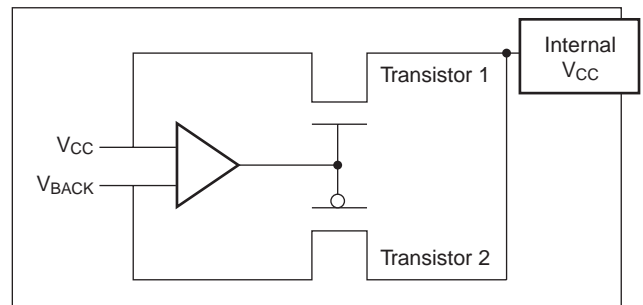 Internal
VCC
Transistor 1
VCC
VBACK
Transistor 2